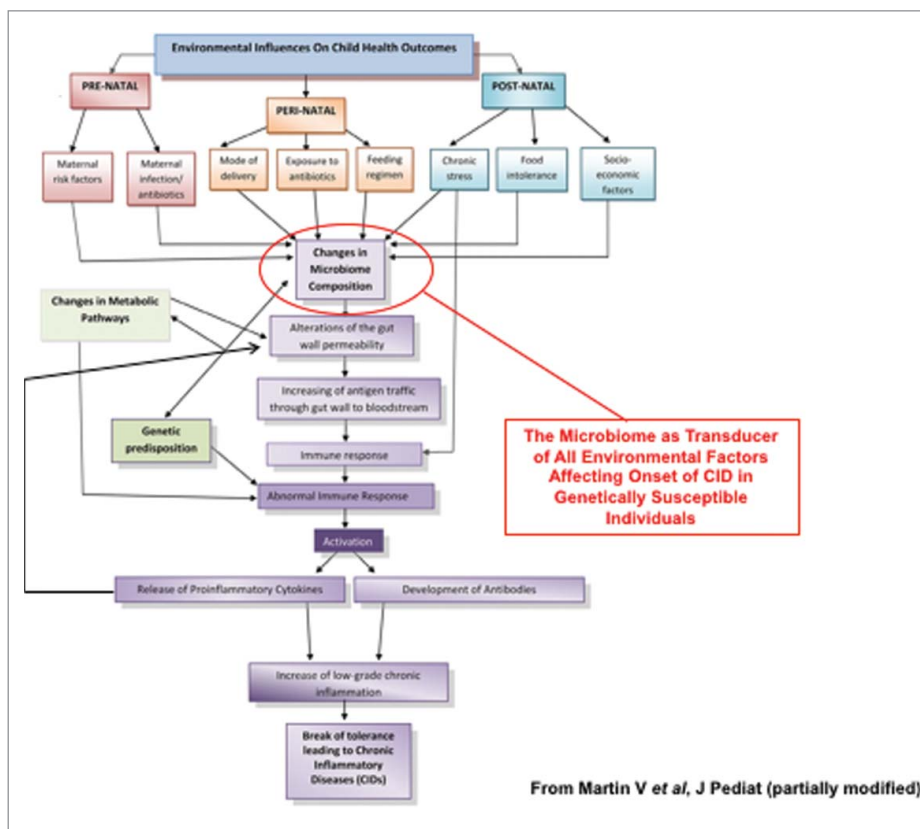 Environmental Influences On Child Health Outcomes
PRE-NATAL
PERI-NATAL
POST-NATAL
Maternal
risk factors
Maternal
infection/
antibiotics
Mode of
delivery
Exposure to
antibiotics
Feeding
regimen
Chronic
stress
Food
intolerance
Socio-
economic
factors
Changes in
Microbiome
Composition
Changes in Metabolic
Pathways
Alterations of the gut
wall permeability
Increasing of antigen traffic
through gut wall to bloodstream
Genetic
predisposition
Immune response
Abnormal Immune Response
The Microbiome as Transducer
of All Environmental Factors
Affecting Onset of CID in
Genetically Susceptible
Individuals
Activation
Release of Proinflammatory Cytokines
Development of Antibodies
Increase of low-grade chronic
inflammation
Break of tolerance
leading to Chronic
Inflammatory
Diseases (CIDs)
From Martin V et al, J Pediat (partially modified)